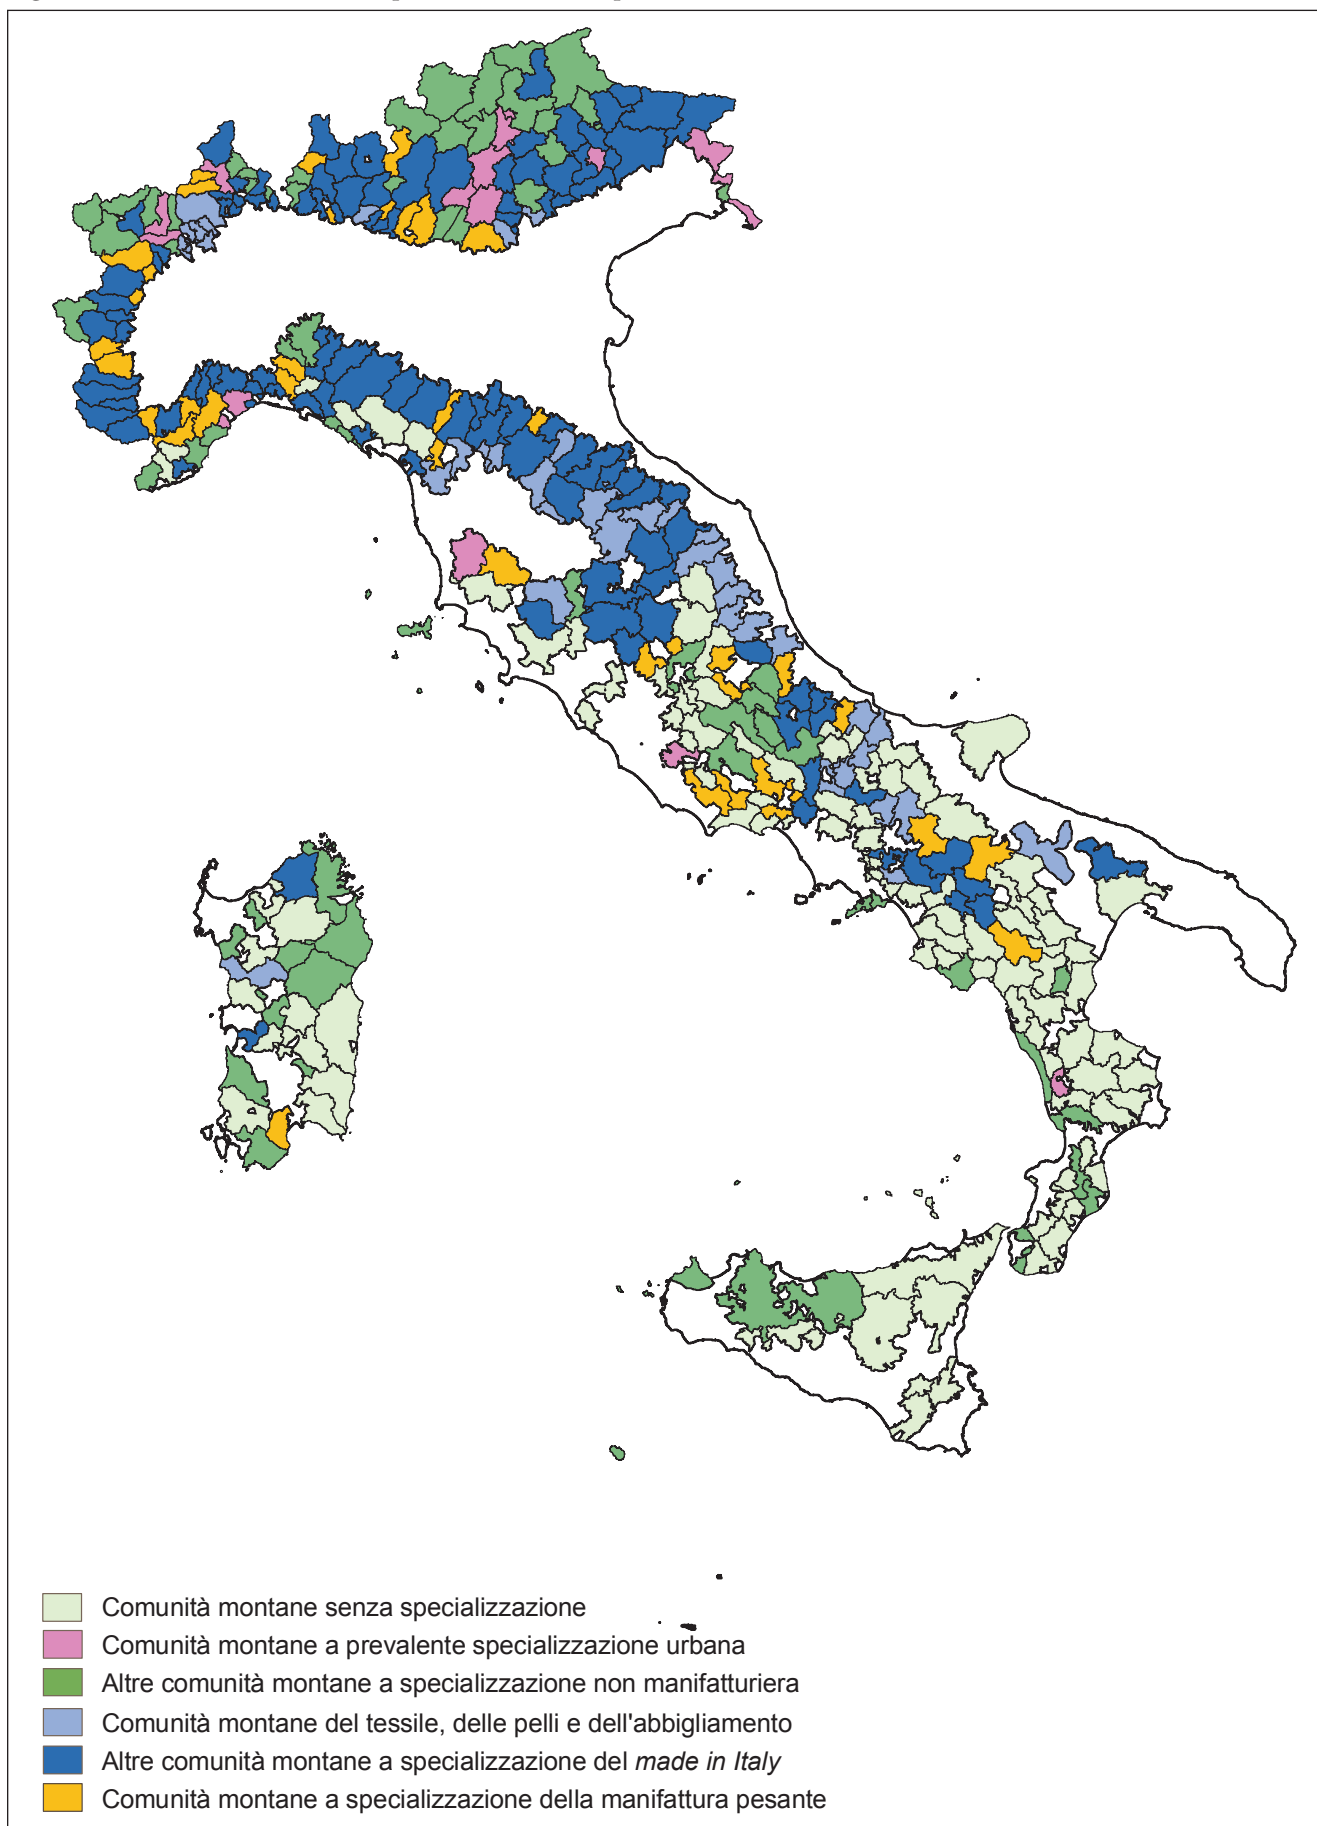 Comunità montane senza specializzazione
Comunità montane a prevalente specializzazione urbana
Altre comunità montane a specializzazione non manifatturiera
Comunità montane del tessile, delle pelli e dell'abbigliamento
Altre comunità montane a specializzazione del made in Italy
Comunità montane a specializzazione della manifattura pesante